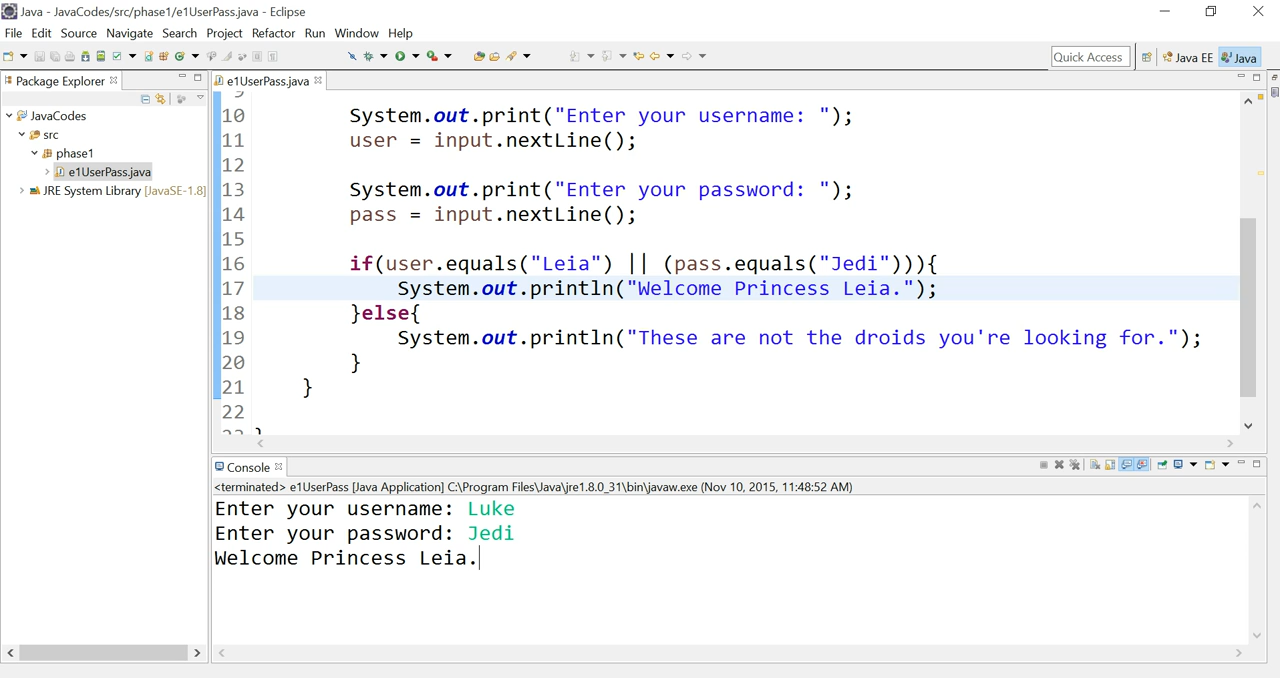 Java - JavaCodes/src/phase1/e1UserPass.java - Eclipse
File Edit Source Navigate Search Project Refactor Run Window Help
Quick Access Java EE Java
Package Explorer
JavaCodes
src
phase1
e1UserPass.java
JRE System Library [JavaSE-1.8]
e1UserPass.java
10 System.out.print("Enter your username: ");
11 user = input.nextLine();
12
13 System.out.print("Enter your password: ");
14 pass = input.nextLine();
15
16 if(user.equals("Leia") || (pass.equals("Jedi"))){
17 System.out.println("Welcome Princess Leia.");
18 }else{
19 System.out.println("These are not the droids you're looking for.");
20 }
21 }
22
Console
<terminated> e1UserPass [Java Application] C:\Program Files\Java\jre1.8.0_31\bin\javaw.exe (Nov 10, 2015, 11:48:52 AM)
Enter your username: Luke
Enter your password: Jedi
Welcome Princess Leia.